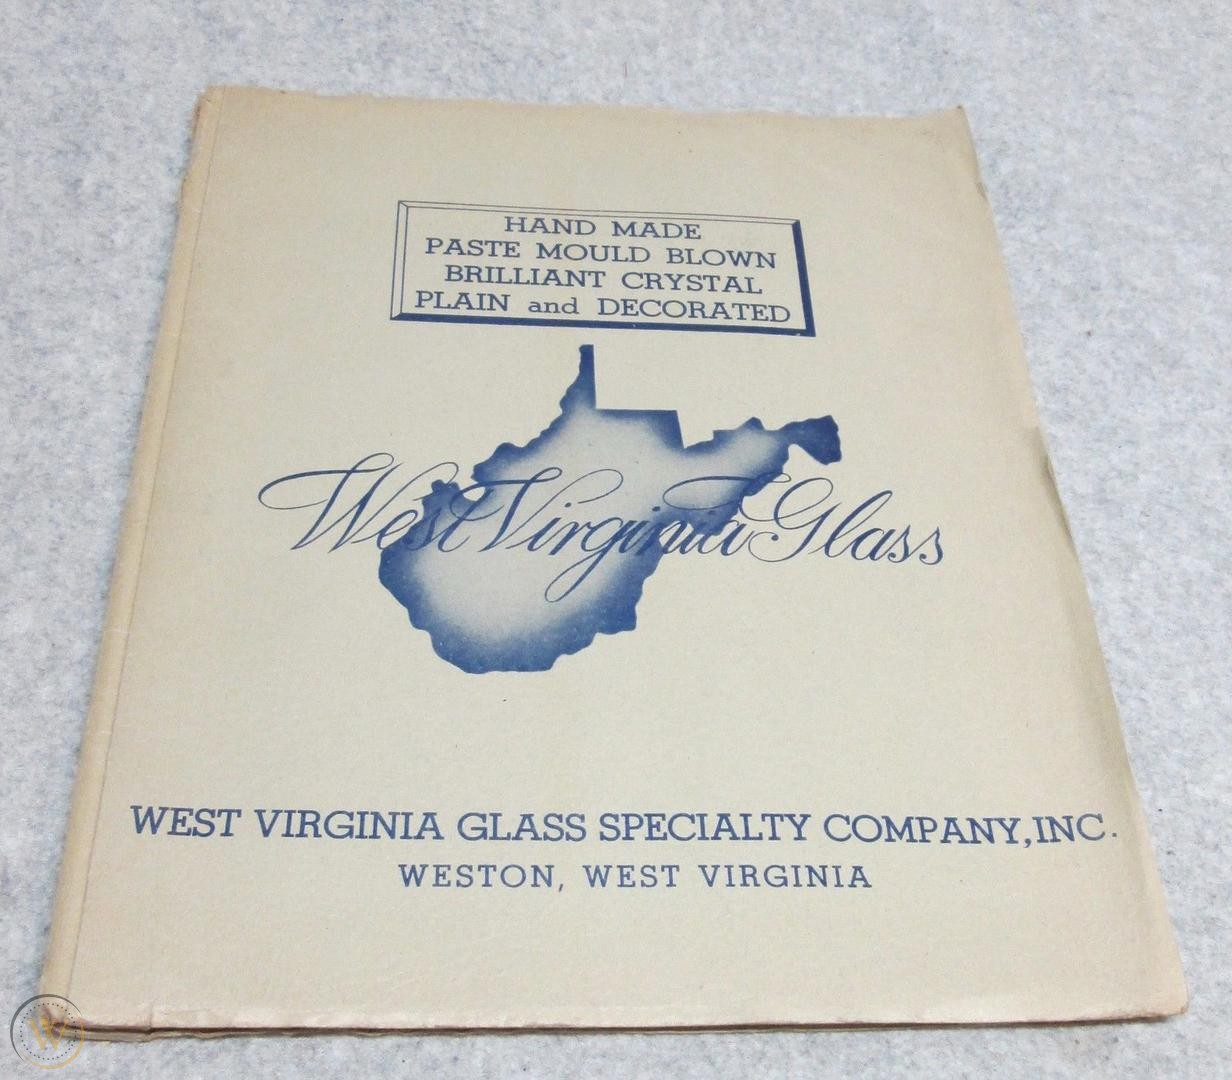 HAND MADE
PASTE MOULD BLOWN
BRILLIANT CRYSTAL
PLAIN and DECORATED
West Virginia Glass
WEST VIRGINIA GLASS SPECIALTY COMPANY, INC.
WESTON, WEST VIRGINIA
W